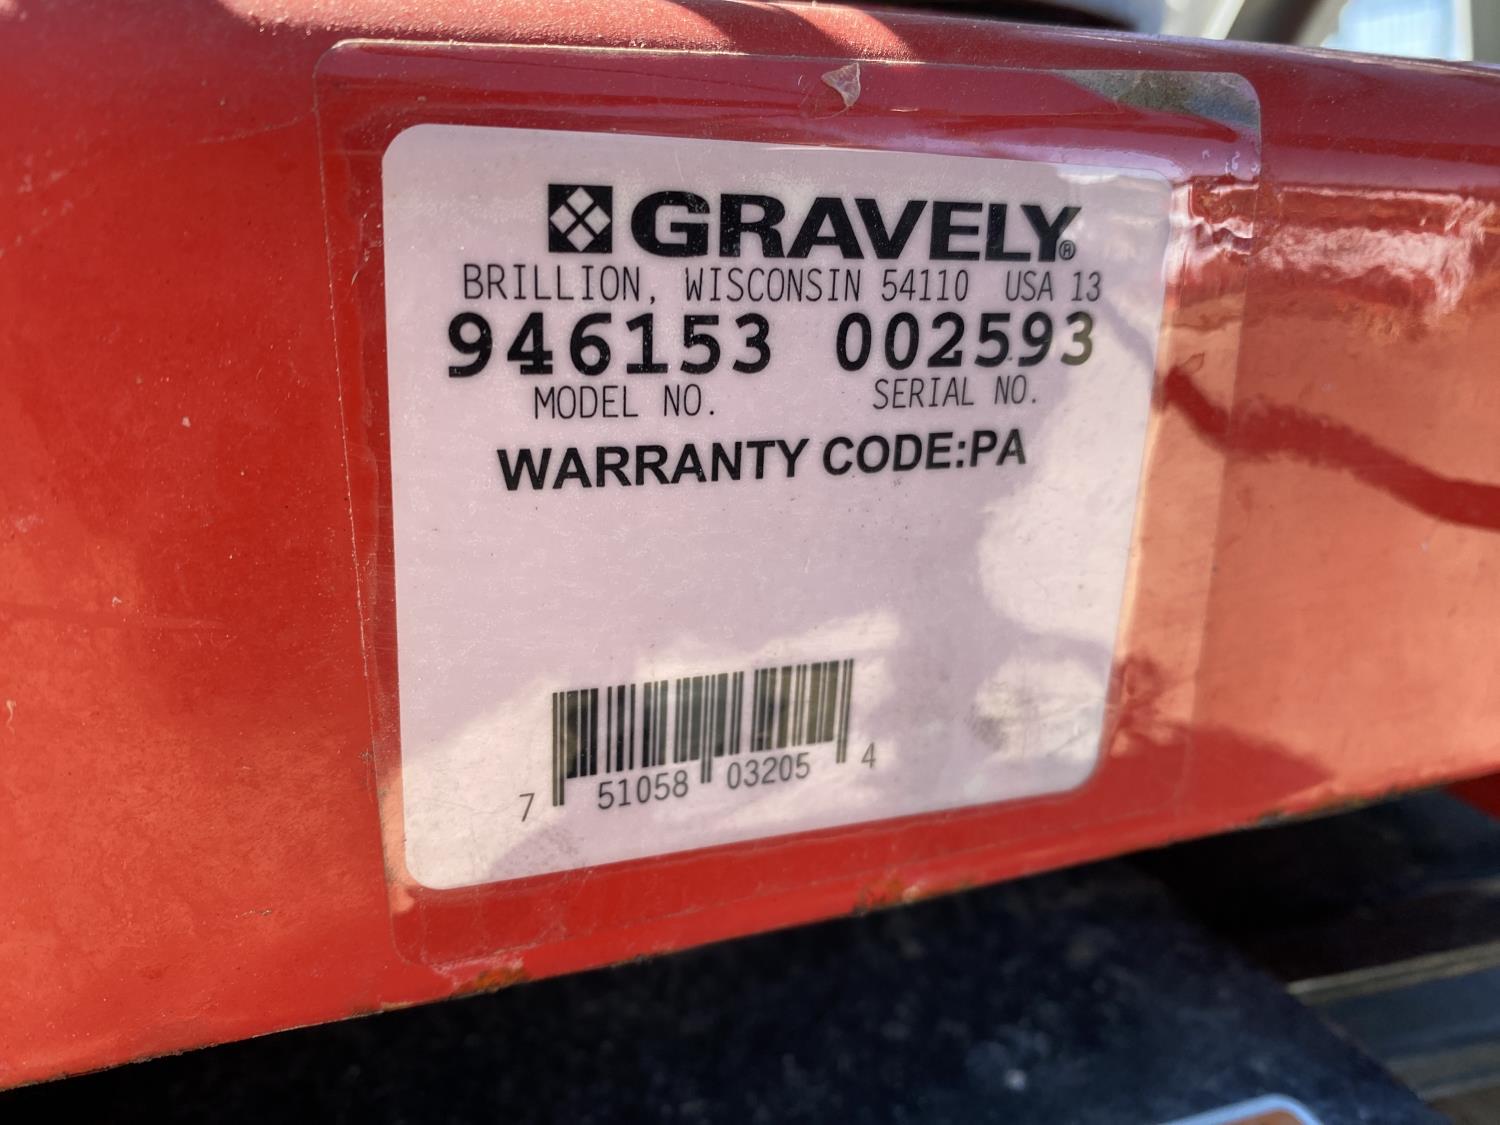 GRAVELY®
BRILLION, WISCONSIN 54110 USA 13
946153 002593
MODEL NO. SERIAL NO.
WARRANTY CODE:PA
7 51058 03205 4